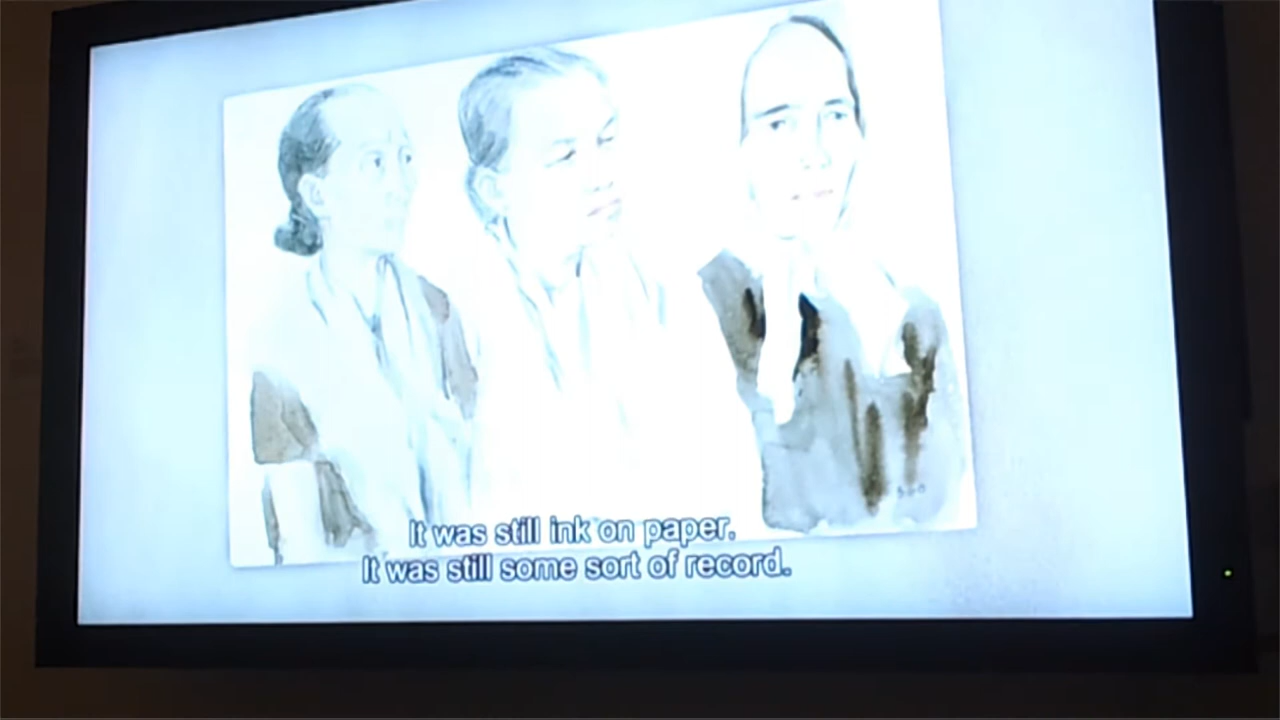 It was still ink on paper.
It was still some sort of record.